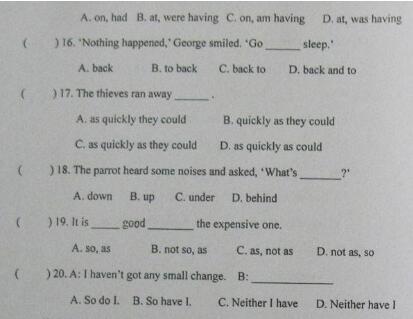 A. on, had B. at, were having C. on, am having D. at, was having
( ) 16. 'Nothing happened,' George smiled. 'Go ______ sleep.'
A. back B. to back C. back to D. back and to
( ) 17. The thieves ran away ______.
A. as quickly they could B. quickly as they could
C. as quickly as they could D. as quickly as could
( ) 18. The parrot heard some noises and asked, 'What's ______?'
A. down B. up C. under D. behind
( ) 19. It is ____ good ______ the expensive one.
A. so, as B. not so, as C. as, not as D. not as, so
( ) 20. A: I haven't got any small change. B: ____________
A. So do I. B. So have I. C. Neither I have D. Neither have I